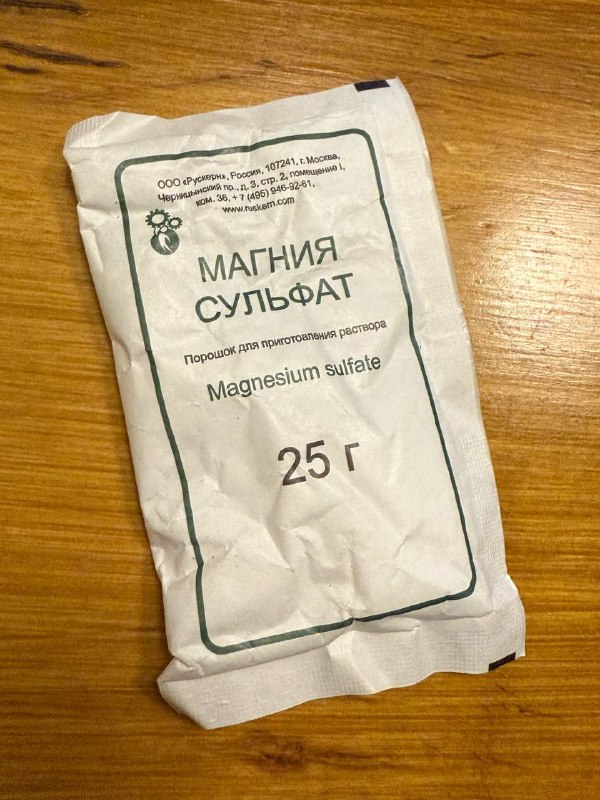 ООО «Рускерн», Россия, 107241, г. Москва,
Черницынский пр., д. 3, стр. 2, помещение I,
ком. 36, + 7 (495) 946-92-61,
www.ruskern.com
МАГНИЯ
СУЛЬФАТ
Порошок для приготовления раствора
Magnesium sulfate
25 г